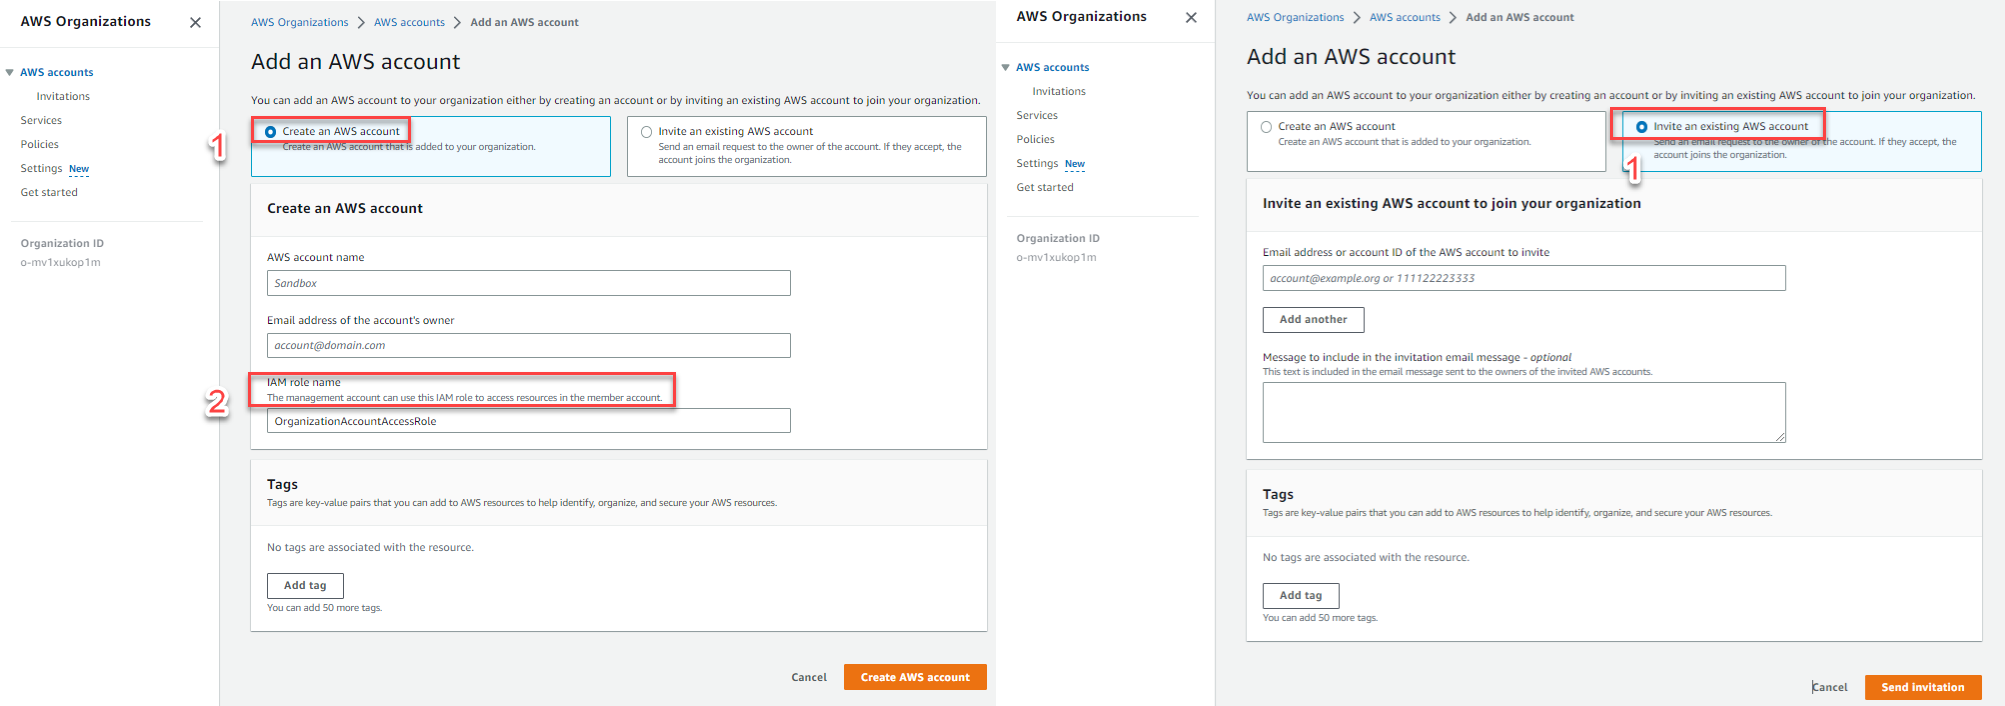 AWS Organizations
AWS accounts
Invitations
Services
Policies
Settings New
Get started
Organization ID
o-mv1xukop1m
AWS Organizations > AWS accounts > Add an AWS account
Add an AWS account
You can add an AWS account to your organization either by creating an account or by inviting an existing AWS account to join your organization.
1
Create an AWS account
Create an AWS account that is added to your organization.
Invite an existing AWS account
Send an email request to the owner of the account. If they accept, the
account joins the organization.
Create an AWS account
AWS account name
Sandbox
Email address of the account's owner
account@domain.com
2
IAM role name
The management account can use this IAM role to access resources in the member account.
OrganizationAccountAccessRole
Tags
Tags are key-value pairs that you can add to AWS resources to help identify, organize, and secure your AWS resources.
No tags are associated with the resource.
Add tag
You can add 50 more tags.
Cancel
Create AWS account
AWS Organizations
AWS accounts
Invitations
Services
Policies
Settings New
Get started
Organization ID
o-mv1xukop1m
AWS Organizations > AWS accounts > Add an AWS account
Add an AWS account
You can add an AWS account to your organization either by creating an account or by inviting an existing AWS account to join your organization.
Create an AWS account
Create an AWS account that is added to your organization.
Invite an existing AWS account
Send an email request to the owner of the account. If they accept, the
account joins the organization.
1
Invite an existing AWS account to join your organization
Email address or account ID of the AWS account to invite
account@example.org or 111122223333
Add another
Message to include in the invitation email message - optional
This text is included in the email message sent to the owners of the invited AWS accounts.
Tags
Tags are key-value pairs that you can add to AWS resources to help identify, organize, and secure your AWS resources.
No tags are associated with the resource.
Add tag
You can add 50 more tags.
Cancel
Send invitation